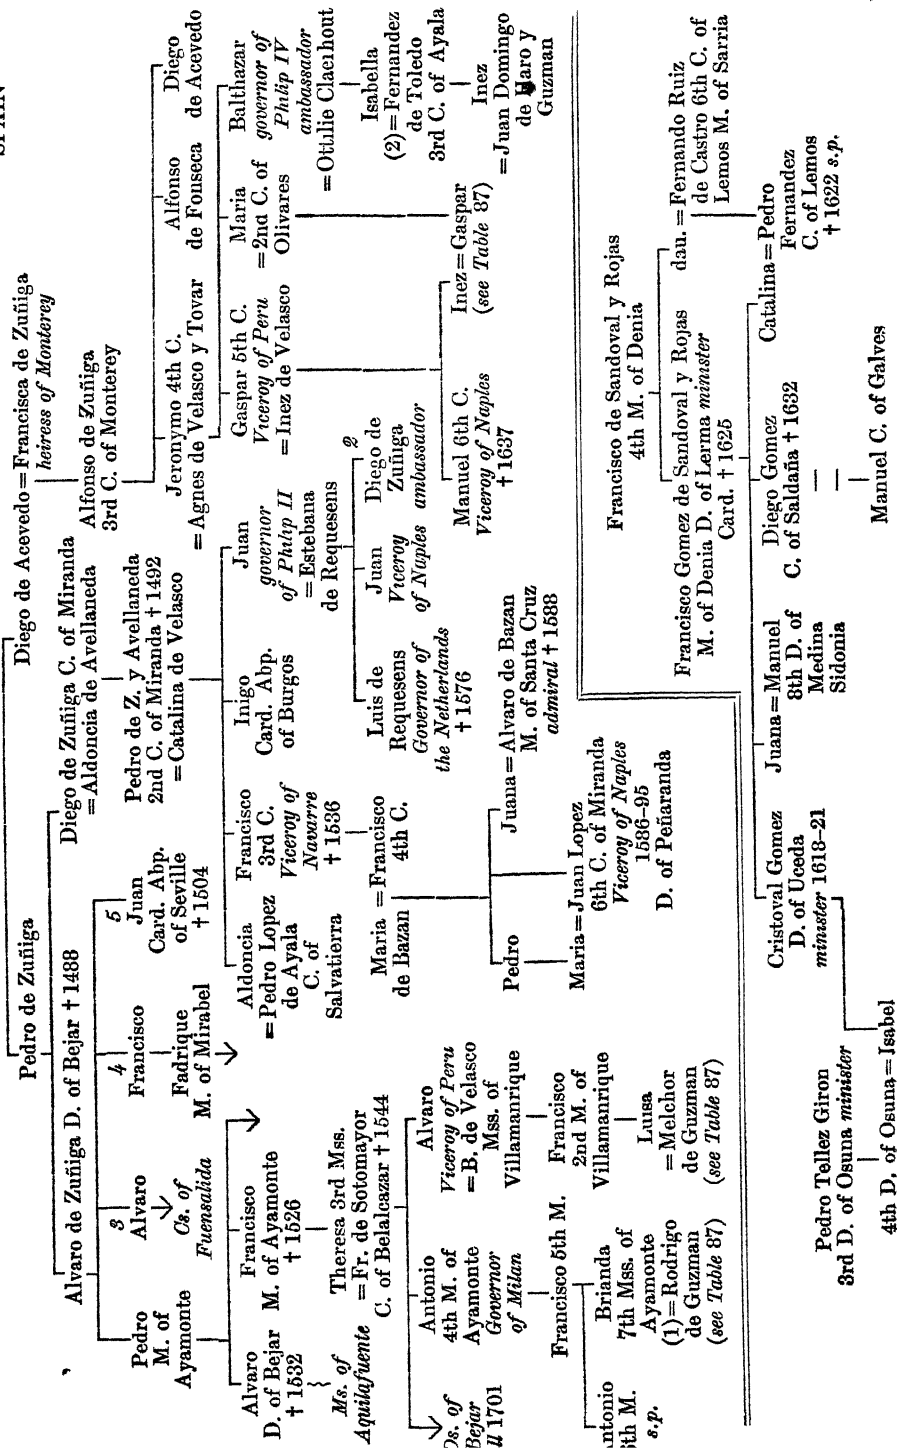 SPAIN
Pedro de Zuñiga
Diego de Acevedo = Francisca de Zuñiga
heiress of Monterey
Alvaro de Zuñiga D. of Bejar † 1488
Diego de Zuñiga C. of Miranda
= Aldoncia de Avellaneda
Alfonso de Zuñiga
3rd C. of Monterey
Pedro
M. of
Ayamonte
3
Alvaro
Cs. of
Fuensalida
4
Francisco
Fadrique
M. of Mirabel
5
Juan
Card. Abp.
of Seville
† 1504
Pedro de Z. y Avellaneda
2nd C. of Miranda † 1492
= Catalina de Velasco
Jeronymo 4th C.
= Agnes de Velasco y Tovar
Alfonso
de Fonseca
Diego
de Acevedo
Alvaro
D. of Bejar
† 1532
Ms. of
Aquilafuente
Francisco
M. of Ayamonte
† 1526
Theresa 3rd Mss.
= Fr. de Sotomayor
C. of Belalcazar † 1544
Aldoncia
= Pedro Lopez
de Ayala
C. of
Salvatierra
Francisco
3rd C.
Viceroy of
Navarre
† 1536
Inigo
Card. Abp.
of Burgos
Juan
governor
of Philip II
= Estebana
de Requesens
Gaspar 5th C.
Viceroy of Peru
= Inez de Velasco
Maria
= 2nd C. of
Olivares
Balthazar
governor of
Philip IV
ambassador
= Ottilie Claerhout
Isabella
(2) = Fernandez
de Toledo
3rd C. of Ayala
Inez
= Juan Domingo
de Haro y
Guzman
Maria = Francisco
de Bazan 4th C.
Luis de
Requesens
Governor of
the Netherlands
† 1576
Juan
Viceroy
of Naples
2
Diego de
Zuñiga
ambassador
Manuel 6th C.
Viceroy of Naples
† 1637
Inez = Gaspar
(see Table 87)
Ds. of
Bejar
1701
Antonio
4th M. of
Ayamonte
Governor
of Milan
Alvaro
Viceroy of Peru
= B. de Velasco
Mss. of
Villamanrique
Pedro
Maria = Juan Lopez
6th C. of Miranda
Viceroy of Naples
1586–95
D. of Peñaranda
Juana = Alvaro de Bazan
M. of Santa Cruz
admiral † 1588
Francisco 5th M.
Francisco
2nd M. of
Villamanrique
Antonio
6th M.
s.p.
Brianda
7th Mss. of
Ayamonte
(1) = Rodrigo
de Guzman
(see Table 87)
Luisa
= Melchor
de Guzman
(see Table 87)
Francisco de Sandoval y Rojas
4th M. of Denia
Francisco Gomez de Sandoval y Rojas
M. of Denia D. of Lerma minister
Card. † 1625
dau. = Fernando Ruiz
de Castro 6th C. of
Lemos M. of Sarria
Cristoval Gomez
D. of Uceda
minister 1618–21
Juana = Manuel
8th D. of
Medina
Sidonia
Diego Gomez
C. of Saldaña † 1632
Catalina = Pedro
Fernandez
C. of Lemos
† 1622 s.p.
Manuel C. of Galves
Pedro Tellez Giron
3rd D. of Osuna minister
4th D. of Osuna = Isabel